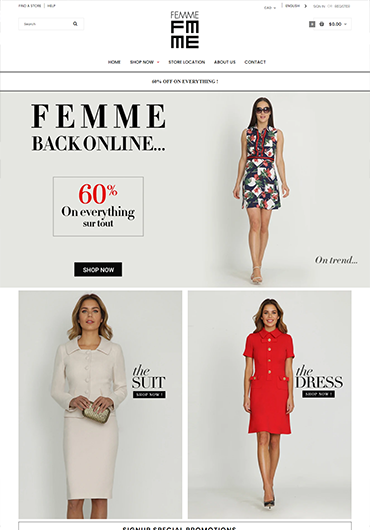 FIND A STORE | HELP
CAD
ENGLISH
SIGN IN OR REGISTER
Search
FEMME
FM
ME
0
$0.00
HOME SHOP NOW STORE LOCATION ABOUT US CONTACT
60% OFF ON EVERYTHING !
FEMME
BACK ONLINE...
60%
On everything
sur tout
SHOP NOW
On trend...
the
SUIT
SHOP NOW !
the
DRESS
SHOP NOW !
SIGNUP SPECIAL PROMOTIONS